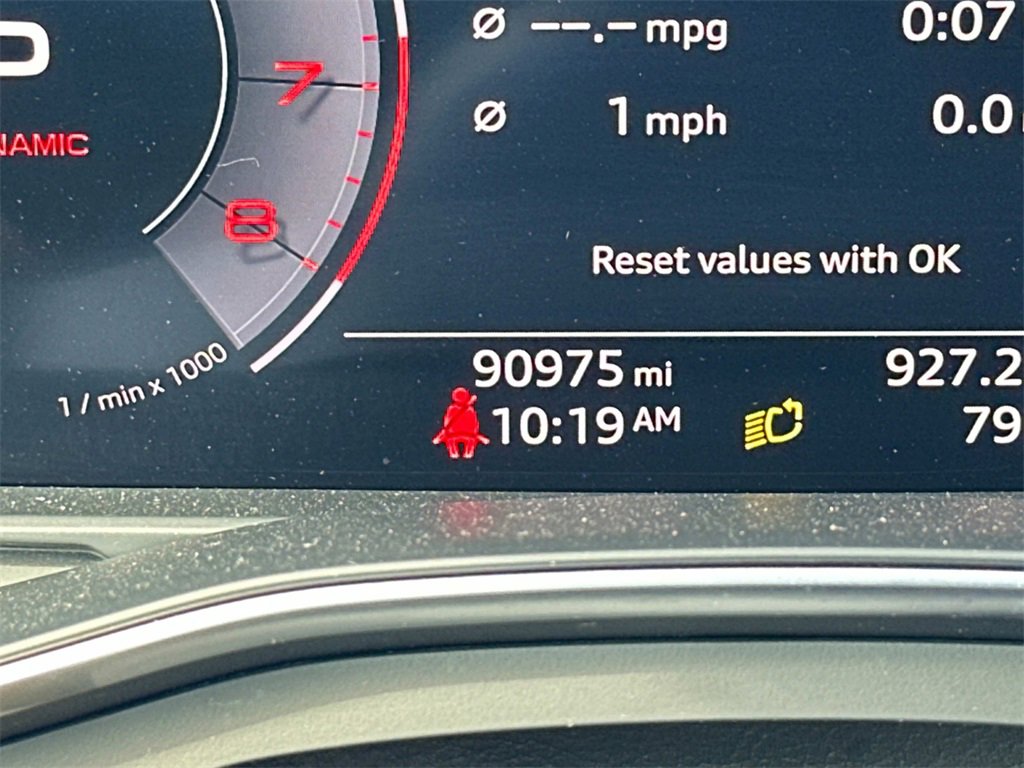 Ø --.- mpg 0:07
7
Ø 1 mph 0.0
NAMIC
8
Reset values with OK
90975 mi 927.2
1 / min x 1000
10:19 AM 79